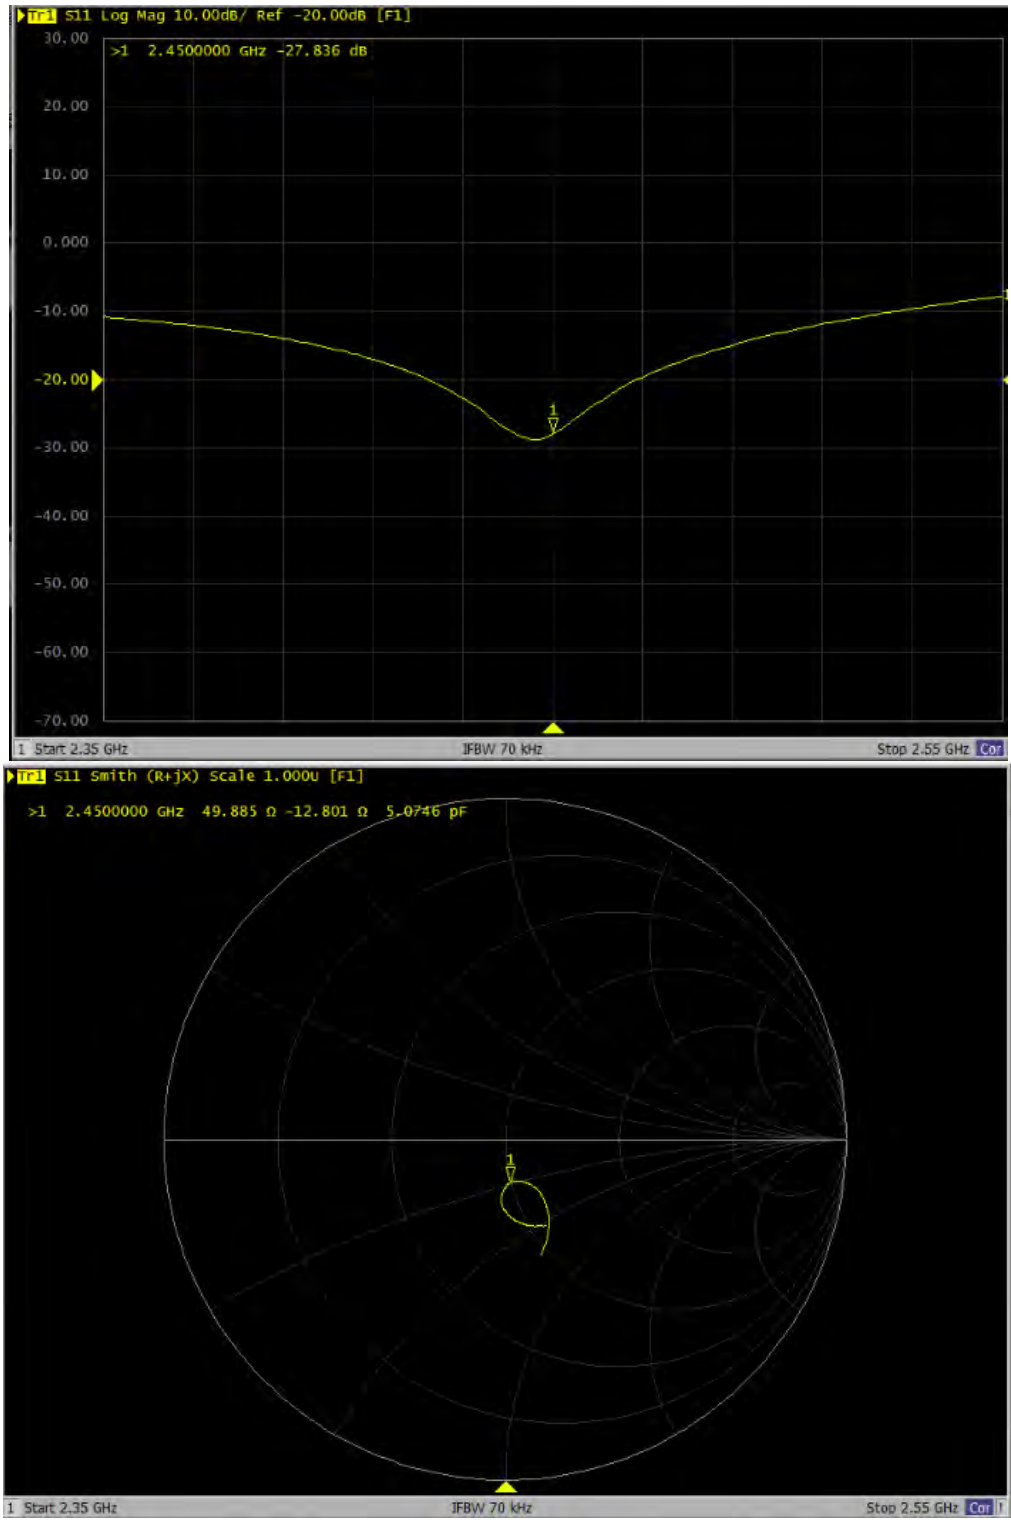 Tr1 S11 Log Mag 10.00dB/ Ref -20.00dB [F1]
30.00
>1 2.4500000 GHz -27.836 dB
20.00
10.00
0.000
-10.00
1
-20.00
1
-30.00
-40.00
-50.00
-60.00
-70.00
1 Start 2.35 GHz IFBW 70 kHz Stop 2.55 GHz Cor
Tr1 S11 Smith (R+jX) Scale 1.000U [F1]
>1 2.4500000 GHz 49.885 Ω -12.801 Ω 5.0746 pF
1
1 Start 2.35 GHz IFBW 70 kHz Stop 2.55 GHz Cor !